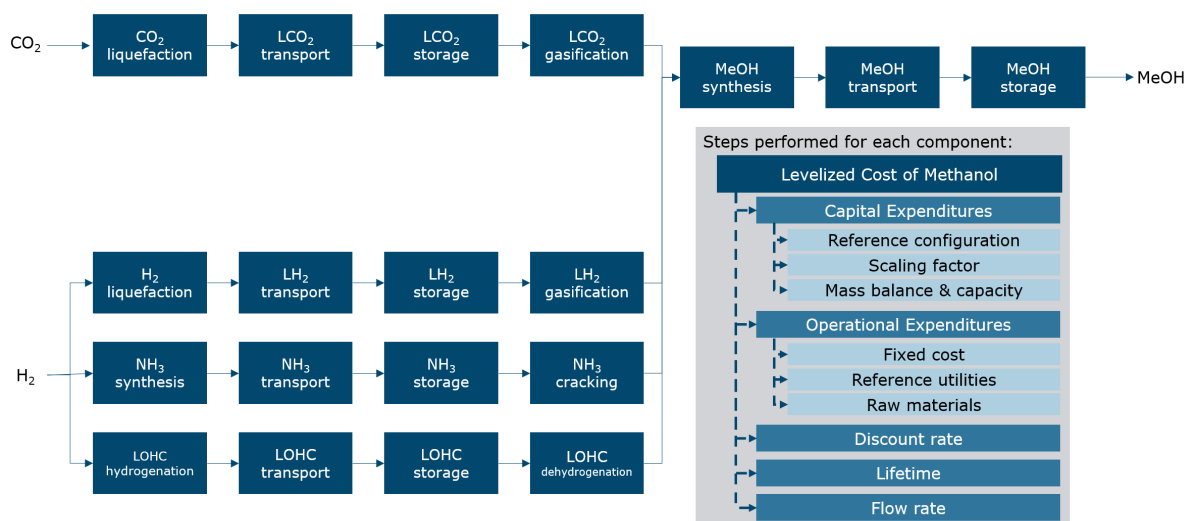 CO₂
CO₂
liquefaction
LCO₂
transport
LCO₂
storage
LCO₂
gasification
MeOH
synthesis
MeOH
transport
MeOH
storage
MeOH
H₂
H₂
liquefaction
LH₂
transport
LH₂
storage
LH₂
gasification
NH₃
synthesis
NH₃
transport
NH₃
storage
NH₃
cracking
LOHC
hydrogenation
LOHC
transport
LOHC
storage
LOHC
dehydrogenation
Steps performed for each component:
Levelized Cost of Methanol
Capital Expenditures
Reference configuration
Scaling factor
Mass balance & capacity
Operational Expenditures
Fixed cost
Reference utilities
Raw materials
Discount rate
Lifetime
Flow rate